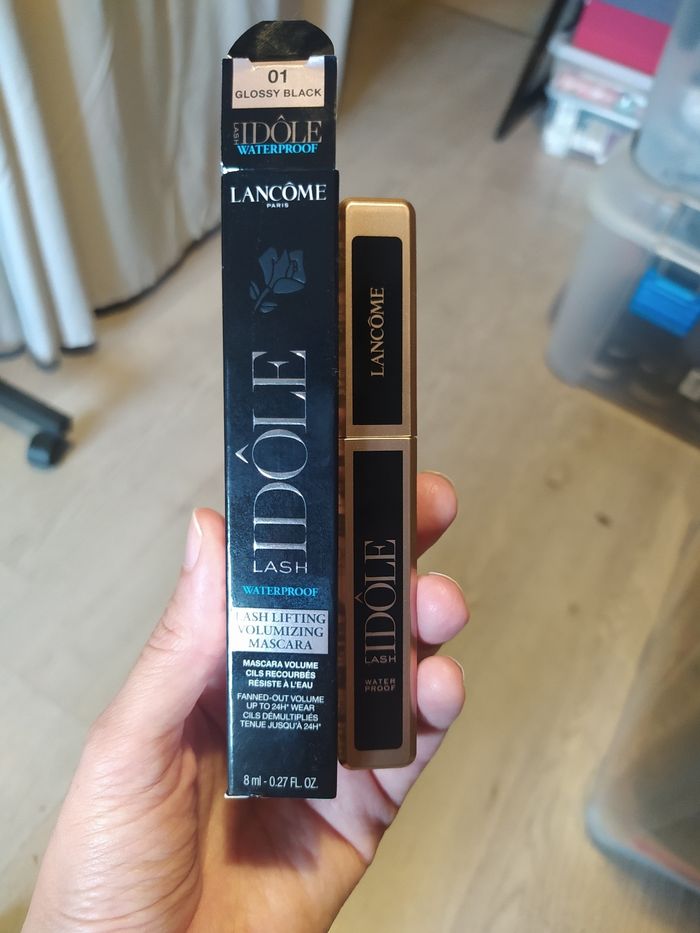 01
GLOSSY BLACK
LASH IDÔLE
WATERPROOF
LANCÔME
PARIS
IDÔLE
LASH
WATERPROOF
LASH LIFTING
VOLUMIZING
MASCARA
MASCARA VOLUME
CILS RECOURBÉS
RÉSISTE À L'EAU
FANNED-OUT VOLUME
UP TO 24H* WEAR
CILS DÉMULTIPLIÉS
TENUE JUSQU'À 24H*
8 ml - 0.27 FL. OZ.
LANCÔME
IDÔLE
LASH
WATER
PROOF